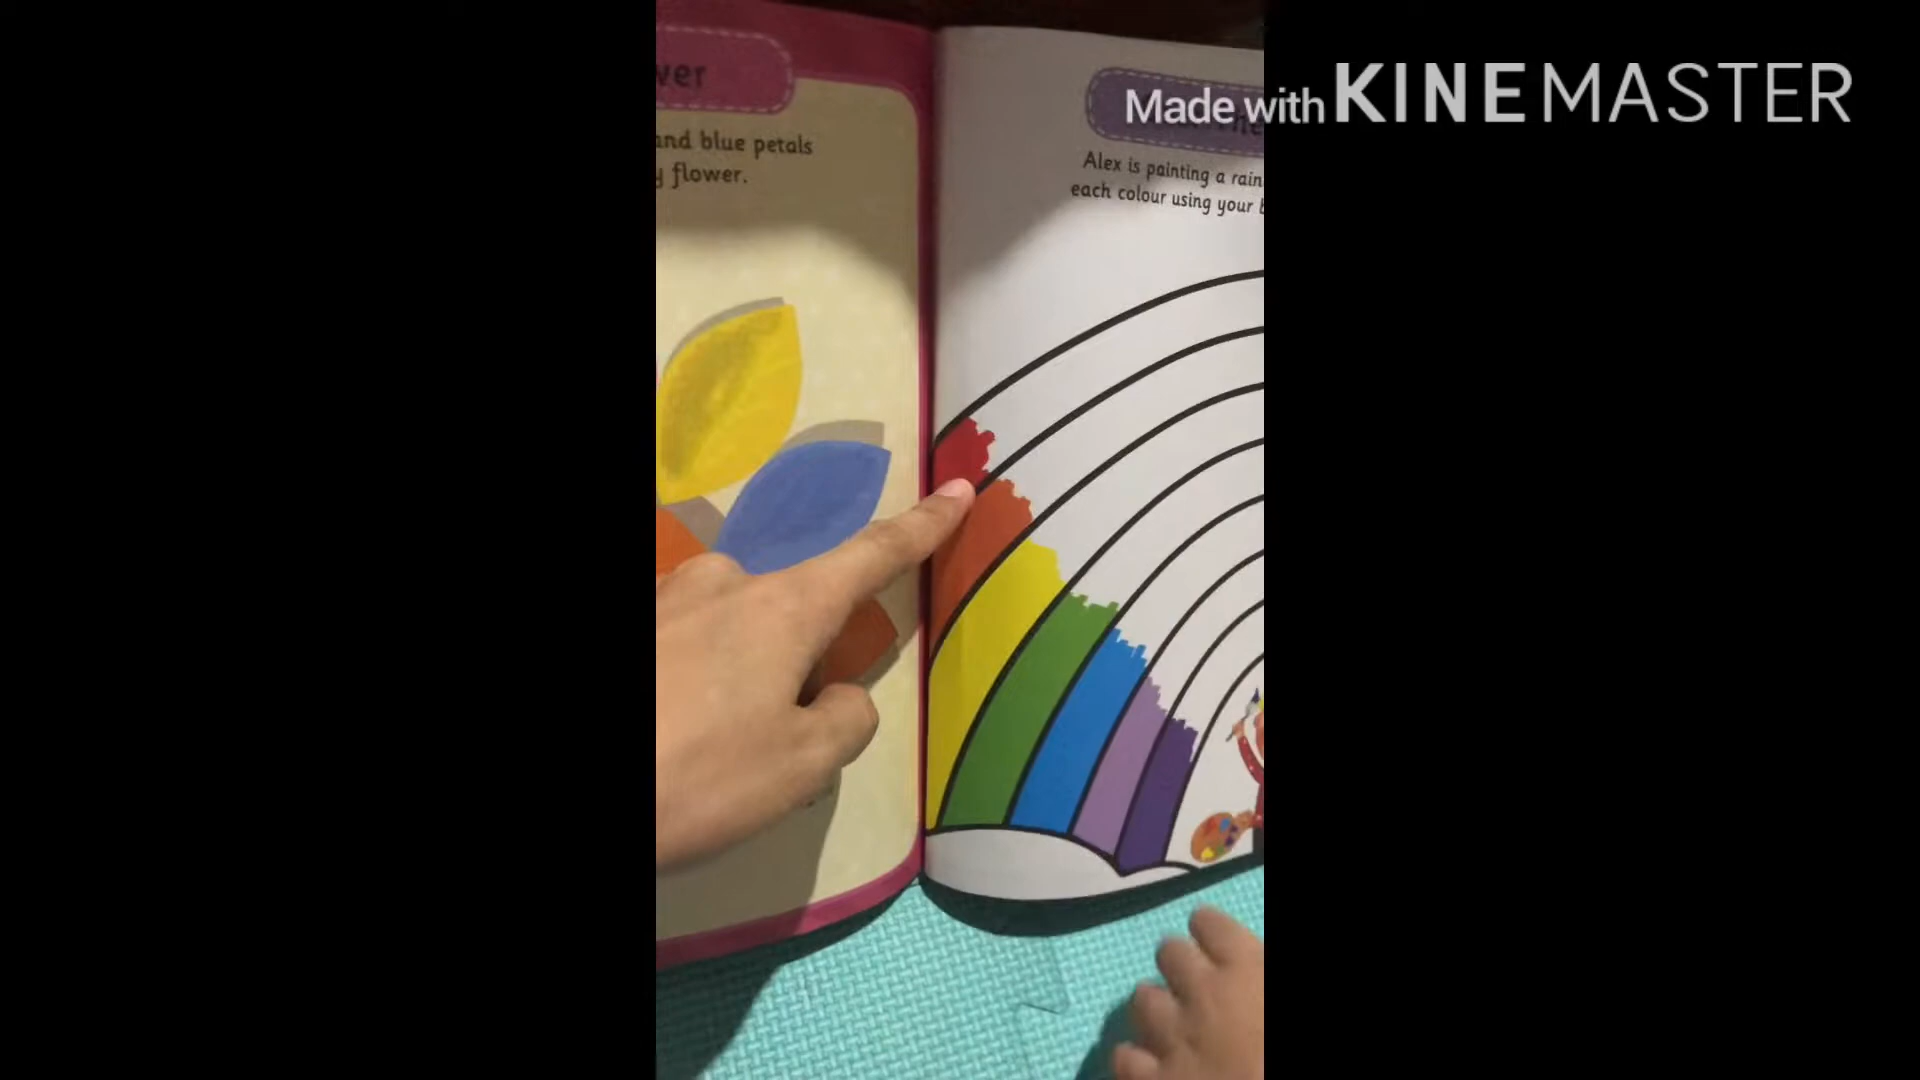 ver
and blue petals
y flower.
Made with KINEMASTER
Alex is painting a rain
each colour using your